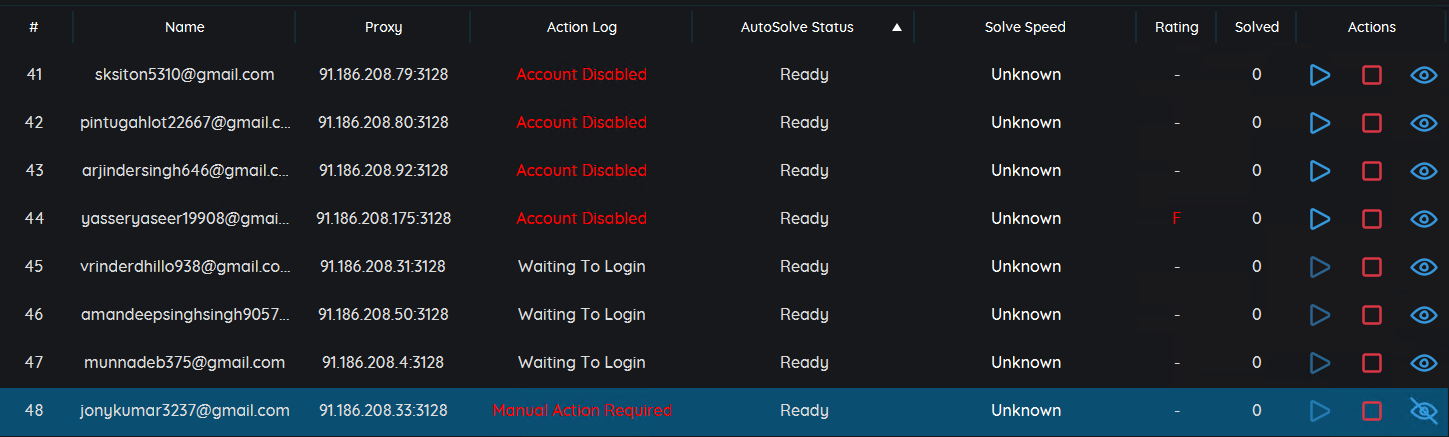 # Name Proxy Action Log AutoSolve Status Solve Speed Rating Solved Actions
41 sksiton5310@gmail.com 91.186.208.79:3128 Account Disabled Ready Unknown - 0
42 pintugahlot22667@gmail.c... 91.186.208.80:3128 Account Disabled Ready Unknown - 0
43 arjindersingh646@gmail.c... 91.186.208.92:3128 Account Disabled Ready Unknown - 0
44 yasseryaseer19908@gmai... 91.186.208.175:3128 Account Disabled Ready Unknown F 0
45 vrinderdhillo938@gmail.co... 91.186.208.31:3128 Waiting To Login Ready Unknown - 0
46 amandeepsinghsingh9057... 91.186.208.50:3128 Waiting To Login Ready Unknown - 0
47 munnadeb375@gmail.com 91.186.208.4:3128 Waiting To Login Ready Unknown - 0
48 jonykumar3237@gmail.com 91.186.208.33:3128 Manual Action Required Ready Unknown - 0